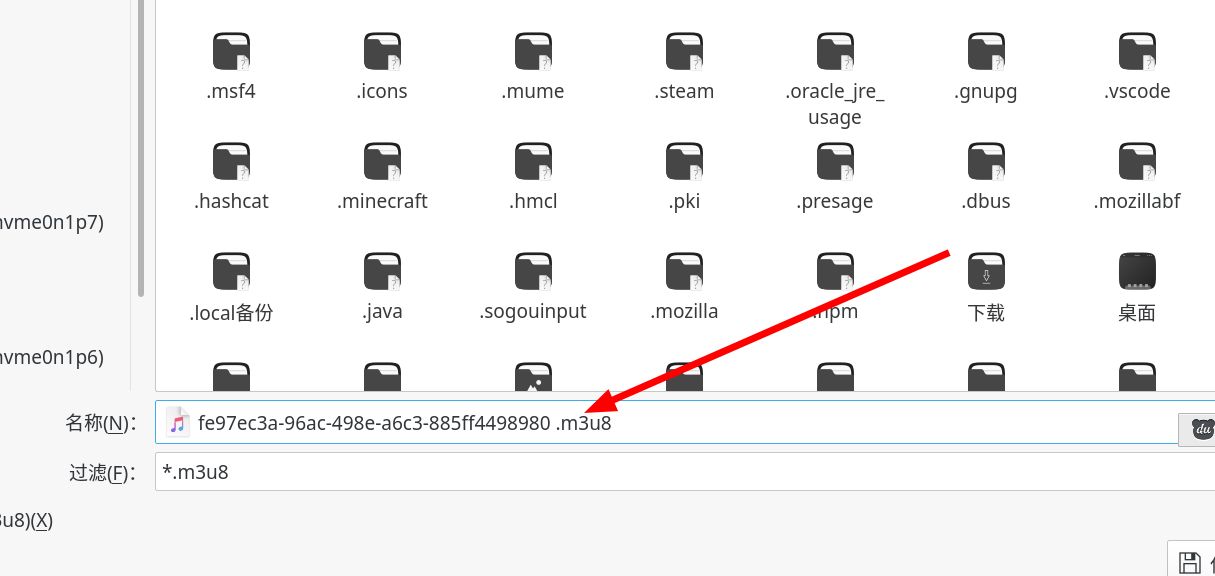 .msf4
.icons
.mume
.steam
.oracle_jre_
usage
.gnupg
.vscode
.hashcat
.minecraft
.hmcl
.pki
.presage
.dbus
.mozillabf
nvme0n1p7)
.local备份
.java
.sogouinput
.mozilla
.npm
下载
桌面
nvme0n1p6)
名称(N)：
fe97ec3a-96ac-498e-a6c3-885ff4498980 .m3u8
du
过滤(F)：
*.m3u8
3u8)(X)